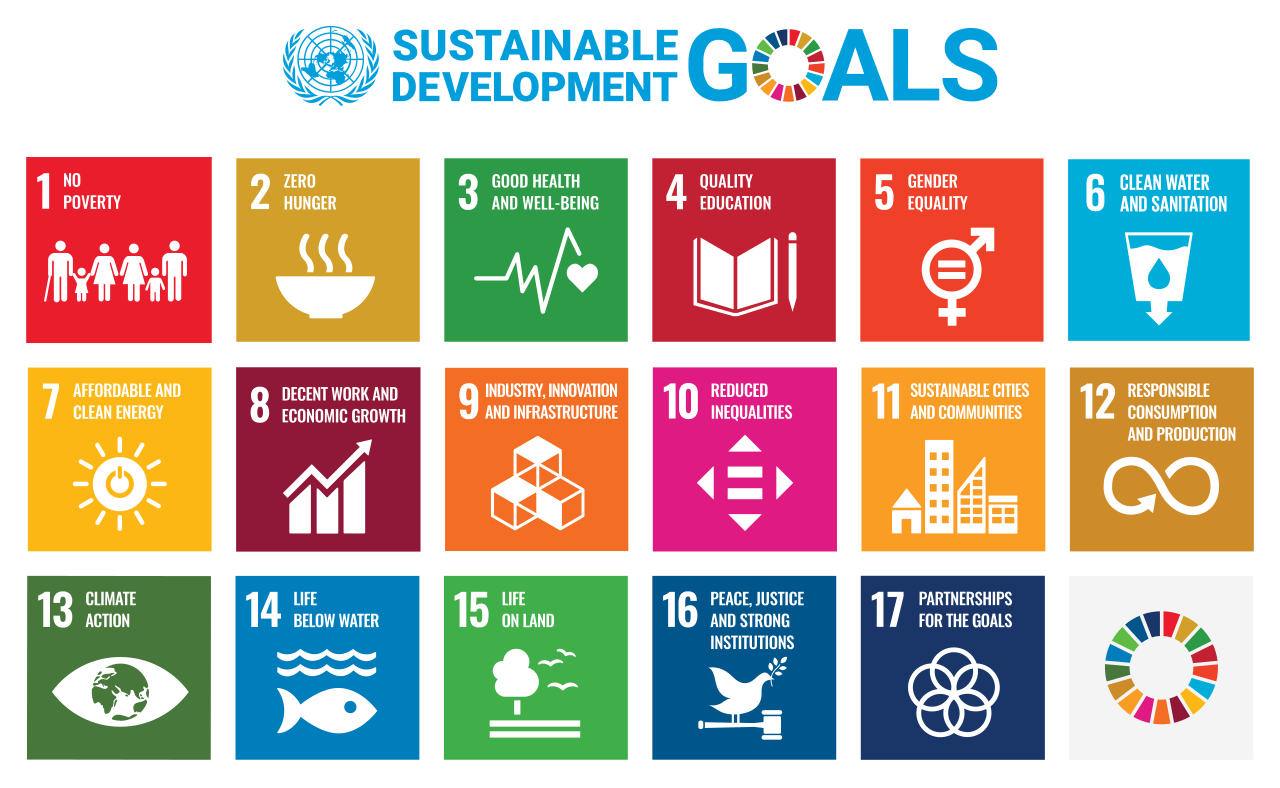 SUSTAINABLE
DEVELOPMENT
GOALS
1 NO
POVERTY
2 ZERO
HUNGER
3 GOOD HEALTH
AND WELL-BEING
4 QUALITY
EDUCATION
5 GENDER
EQUALITY
6 CLEAN WATER
AND SANITATION
7 AFFORDABLE AND
CLEAN ENERGY
8 DECENT WORK AND
ECONOMIC GROWTH
9 INDUSTRY, INNOVATION
AND INFRASTRUCTURE
10 REDUCED
INEQUALITIES
11 SUSTAINABLE CITIES
AND COMMUNITIES
12 RESPONSIBLE
CONSUMPTION
AND PRODUCTION
13 CLIMATE
ACTION
14 LIFE
BELOW WATER
15 LIFE
ON LAND
16 PEACE, JUSTICE
AND STRONG
INSTITUTIONS
17 PARTNERSHIPS
FOR THE GOALS